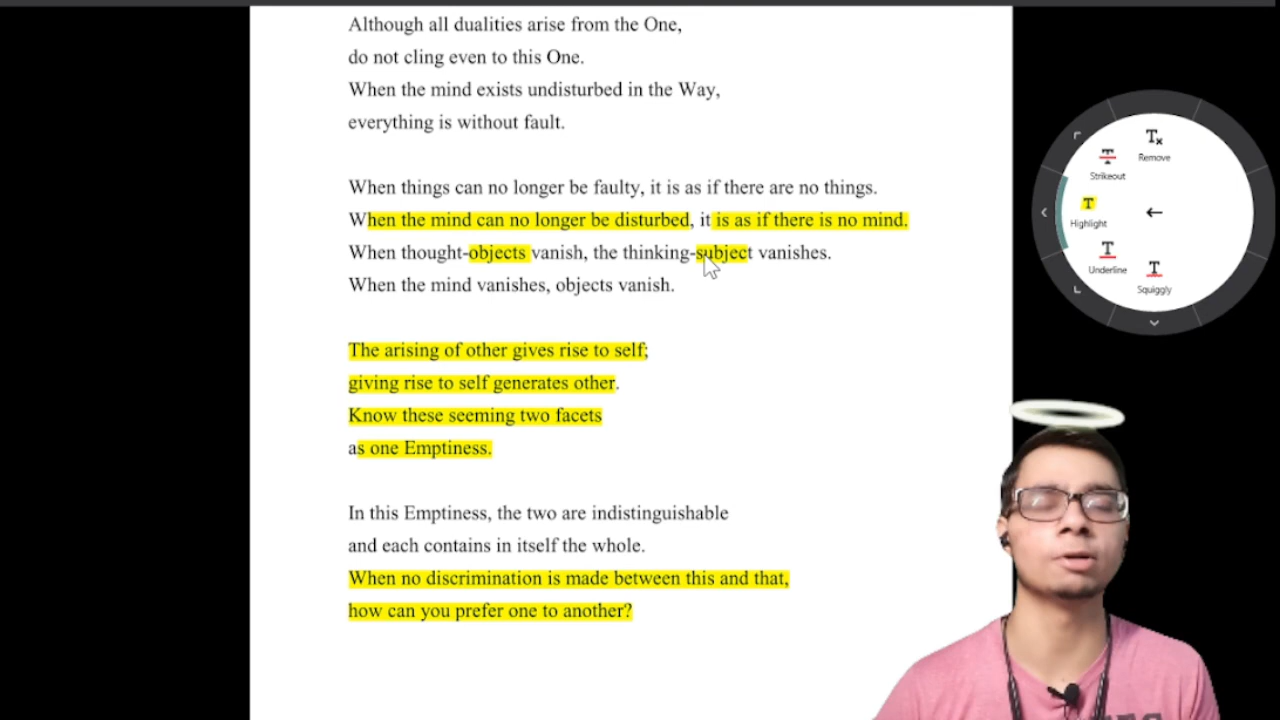 Although all dualities arise from the One,
do not cling even to this One.
When the mind exists undisturbed in the Way,
everything is without fault.
When things can no longer be faulty, it is as if there are no things.
When the mind can no longer be disturbed, it is as if there is no mind.
When thought-objects vanish, the thinking-subject vanishes.
When the mind vanishes, objects vanish.
The arising of other gives rise to self;
giving rise to self generates other.
Know these seeming two facets
as one Emptiness.
In this Emptiness, the two are indistinguishable
and each contains in itself the whole.
When no discrimination is made between this and that,
how can you prefer one to another?
Remove
Strikeout
Highlight
Underline
Squiggly